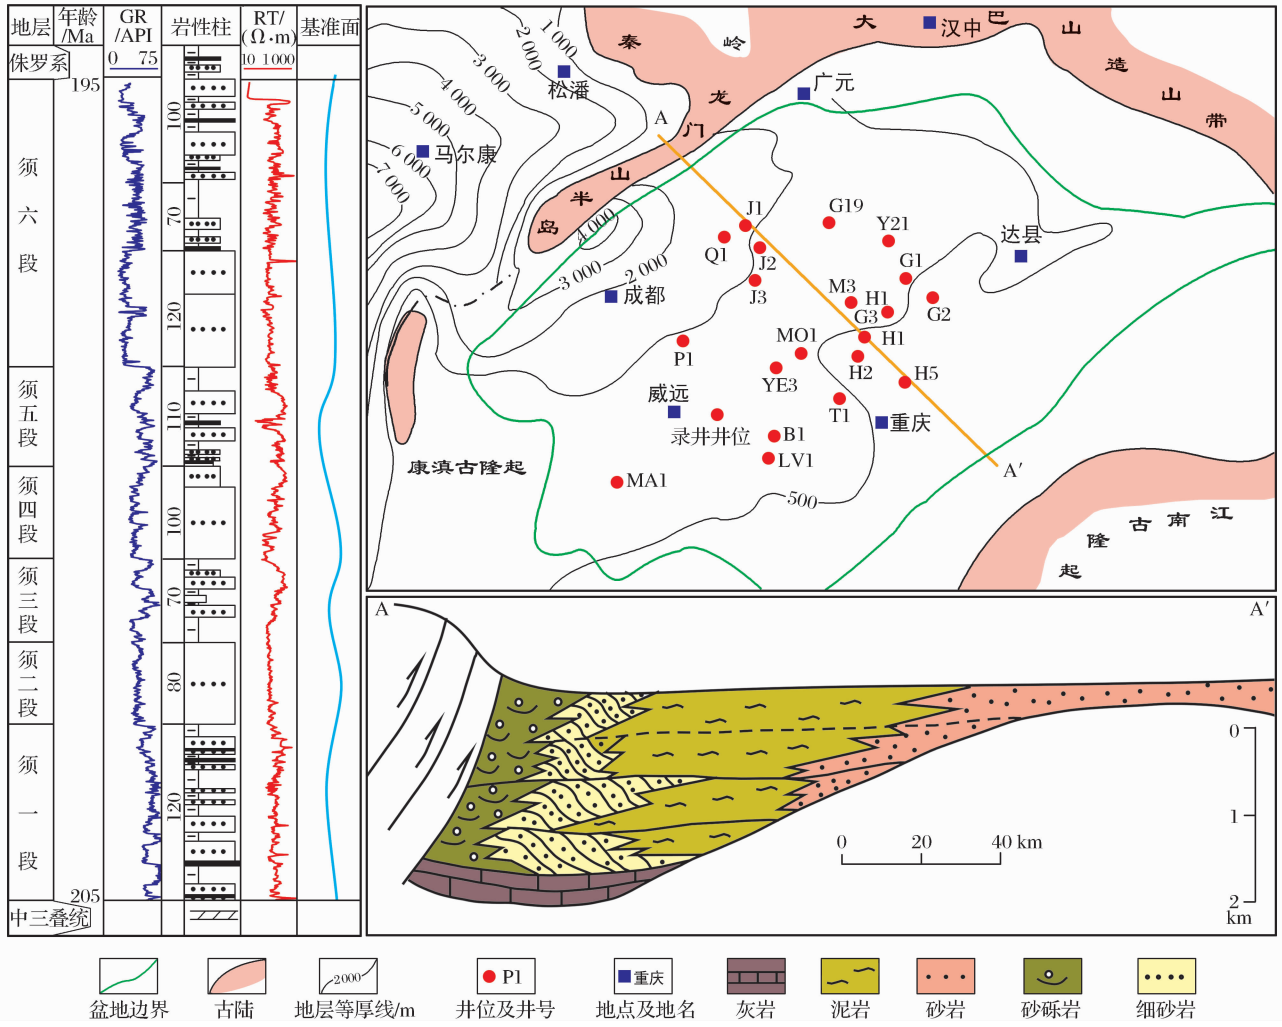 地层
年龄/Ma
GR/API
岩性柱
RT/(Ω·m)
基准面
0 75
10 1 000
侏罗系
195
须六段
须五段
须四段
须三段
须二段
须一段
205
中三叠统
100
70
120
110
100
70
80
120
秦岭
大巴山造山带
龙门山半岛
汉中
广元
松潘
马尔康
成都
达县
威远
重庆
康滇古隆起
江南古隆起
1 000
2 000
3 000
4 000
5 000
6 000
7 000
4 000
3 000
2 000
500
A
A′
J1
Q1
J2
J3
G19
Y21
G1
G2
M3
H1
G3
H1
H2
H5
P1
MO1
YE3
T1
录井井位
B1
LV1
MA1
A
A′
0
1
2
km
0 20 40 km
盆地边界
古陆
2 000
地层等厚线/m
P1
井位及井号
重庆
地点及地名
灰岩
泥岩
砂岩
砂砾岩
细砂岩